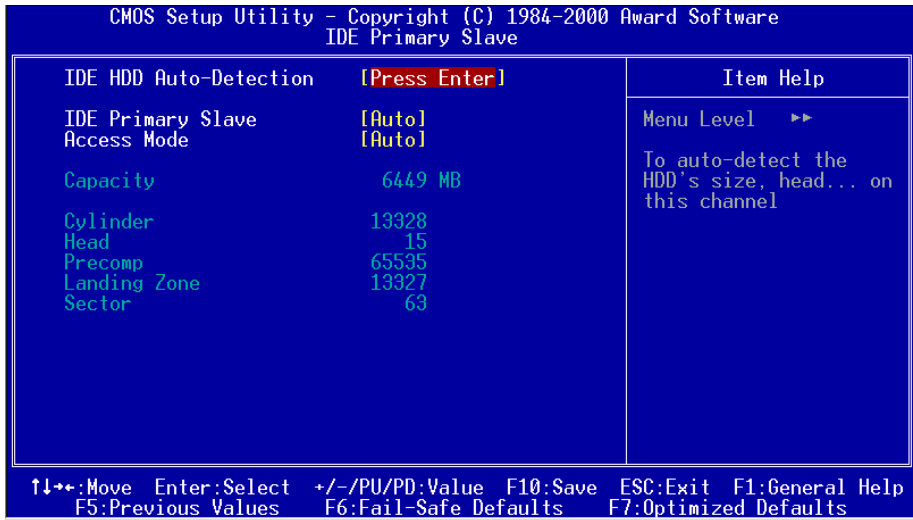 CMOS Setup Utility – Copyright (C) 1984–2000 Award Software
IDE Primary Slave
IDE HDD Auto-Detection [Press Enter]
IDE Primary Slave [Auto]
Access Mode [Auto]
Capacity 6449 MB
Cylinder 13328
Head 15
Precomp 65535
Landing Zone 13327
Sector 63
Item Help
Menu Level ▸▸
To auto-detect the
HDD's size, head... on
this channel
↑↓→←:Move Enter:Select +/-/PU/PD:Value F10:Save ESC:Exit F1:General Help
F5:Previous Values F6:Fail-Safe Defaults F7:Optimized Defaults